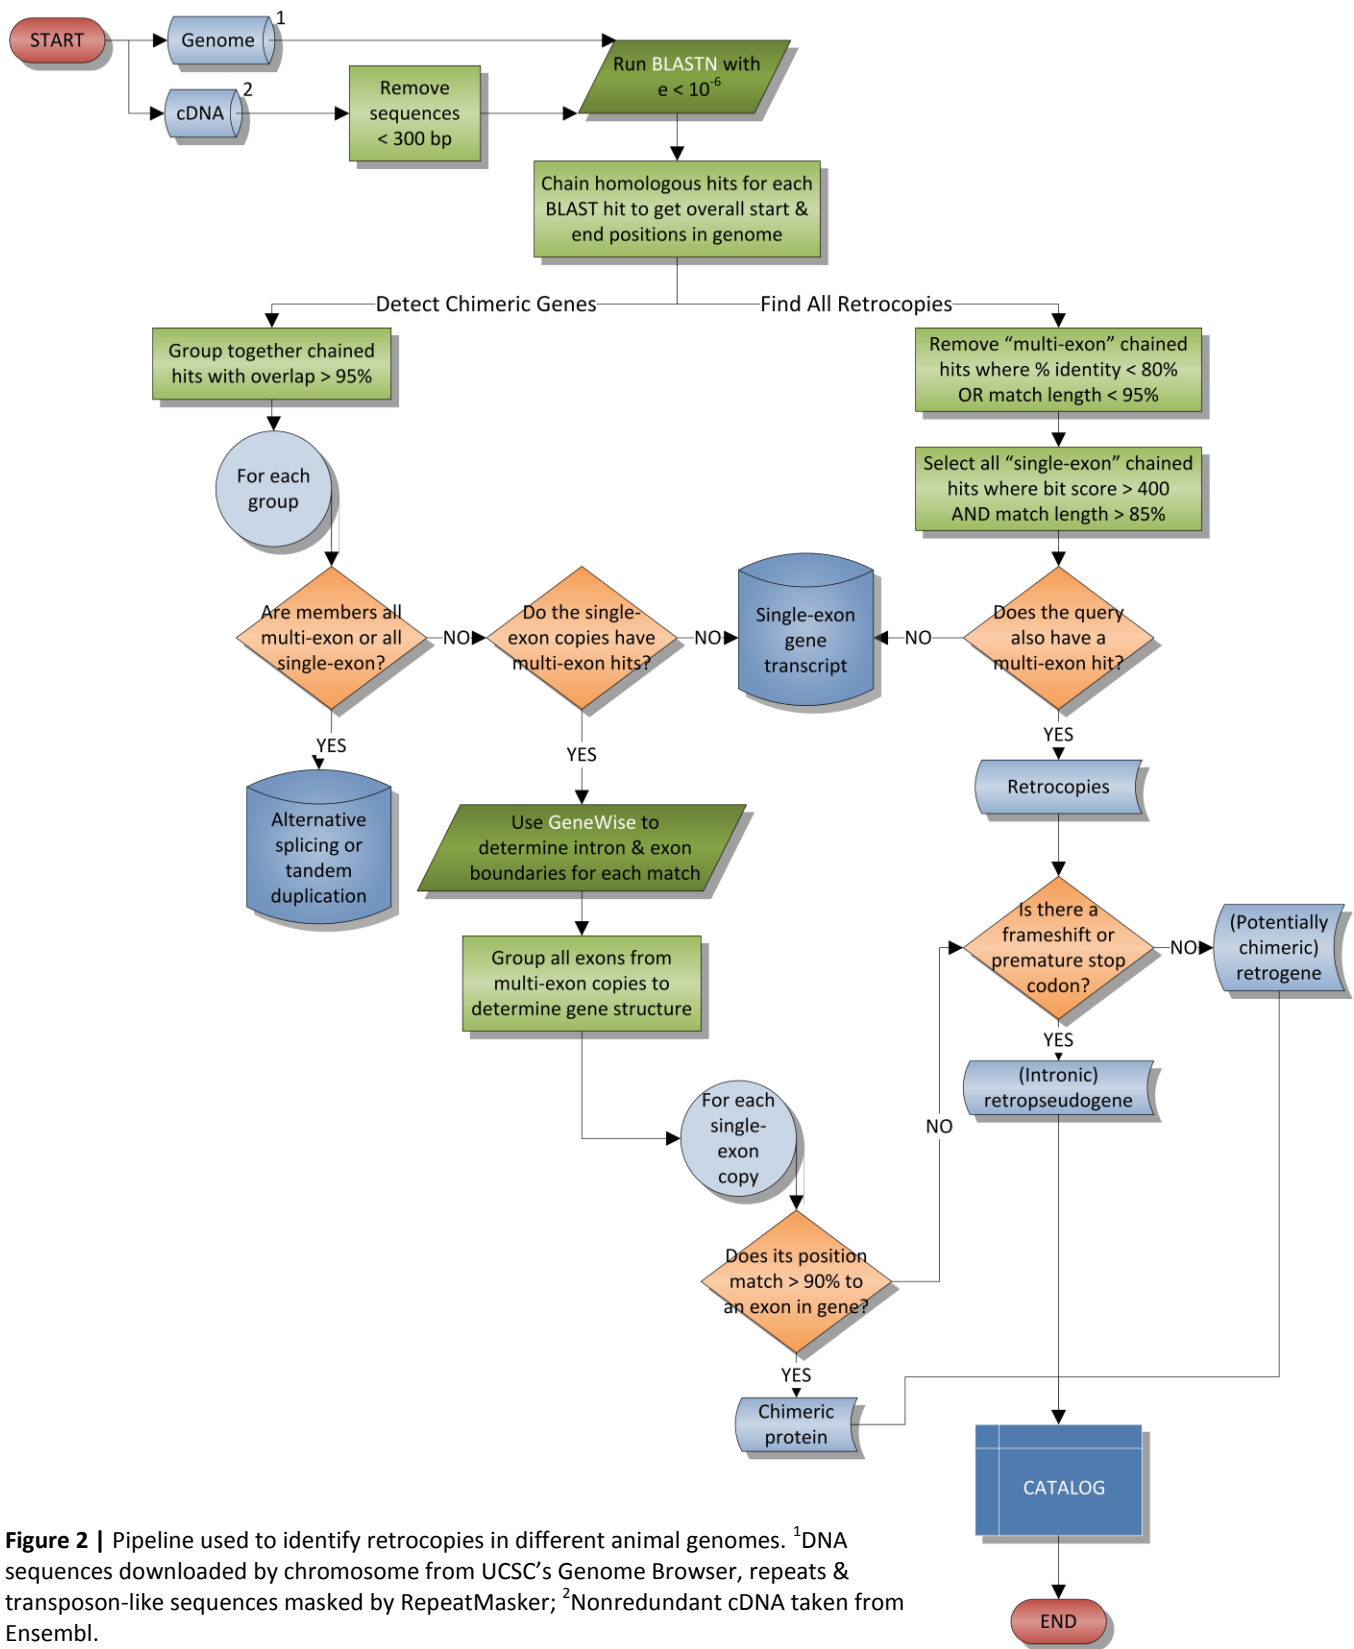 START
Genome
1
cDNA
2
Remove
sequences
< 300 bp
Run BLASTN with
e < 10-6
Chain homologous hits for each
BLAST hit to get overall start &
end positions in genome
Detect Chimeric Genes
Find All Retrocopies
Group together chained
hits with overlap > 95%
Remove “multi-exon” chained
hits where % identity < 80%
OR match length < 95%
For each
group
Select all “single-exon” chained
hits where bit score > 400
AND match length > 85%
Are members all
multi-exon or all
single-exon?
NO
Do the single-
exon copies have
multi-exon hits?
NO
Single-exon
gene
transcript
NO
Does the query
also have a
multi-exon hit?
YES
YES
YES
Alternative
splicing or
tandem
duplication
Use GeneWise to
determine intron & exon
boundaries for each match
Retrocopies
Group all exons from
multi-exon copies to
determine gene structure
Is there a
frameshift or
premature stop
codon?
NO
(Potentially
chimeric)
retrogene
YES
(Intronic)
retropseudogene
For each
single-
exon
copy
NO
Does its position
match > 90% to
an exon in gene?
YES
Chimeric
protein
CATALOG
END
Figure 2 | Pipeline used to identify retrocopies in different animal genomes. 1DNA
sequences downloaded by chromosome from UCSC’s Genome Browser, repeats &
transposon-like sequences masked by RepeatMasker; 2Nonredundant cDNA taken from
Ensembl.